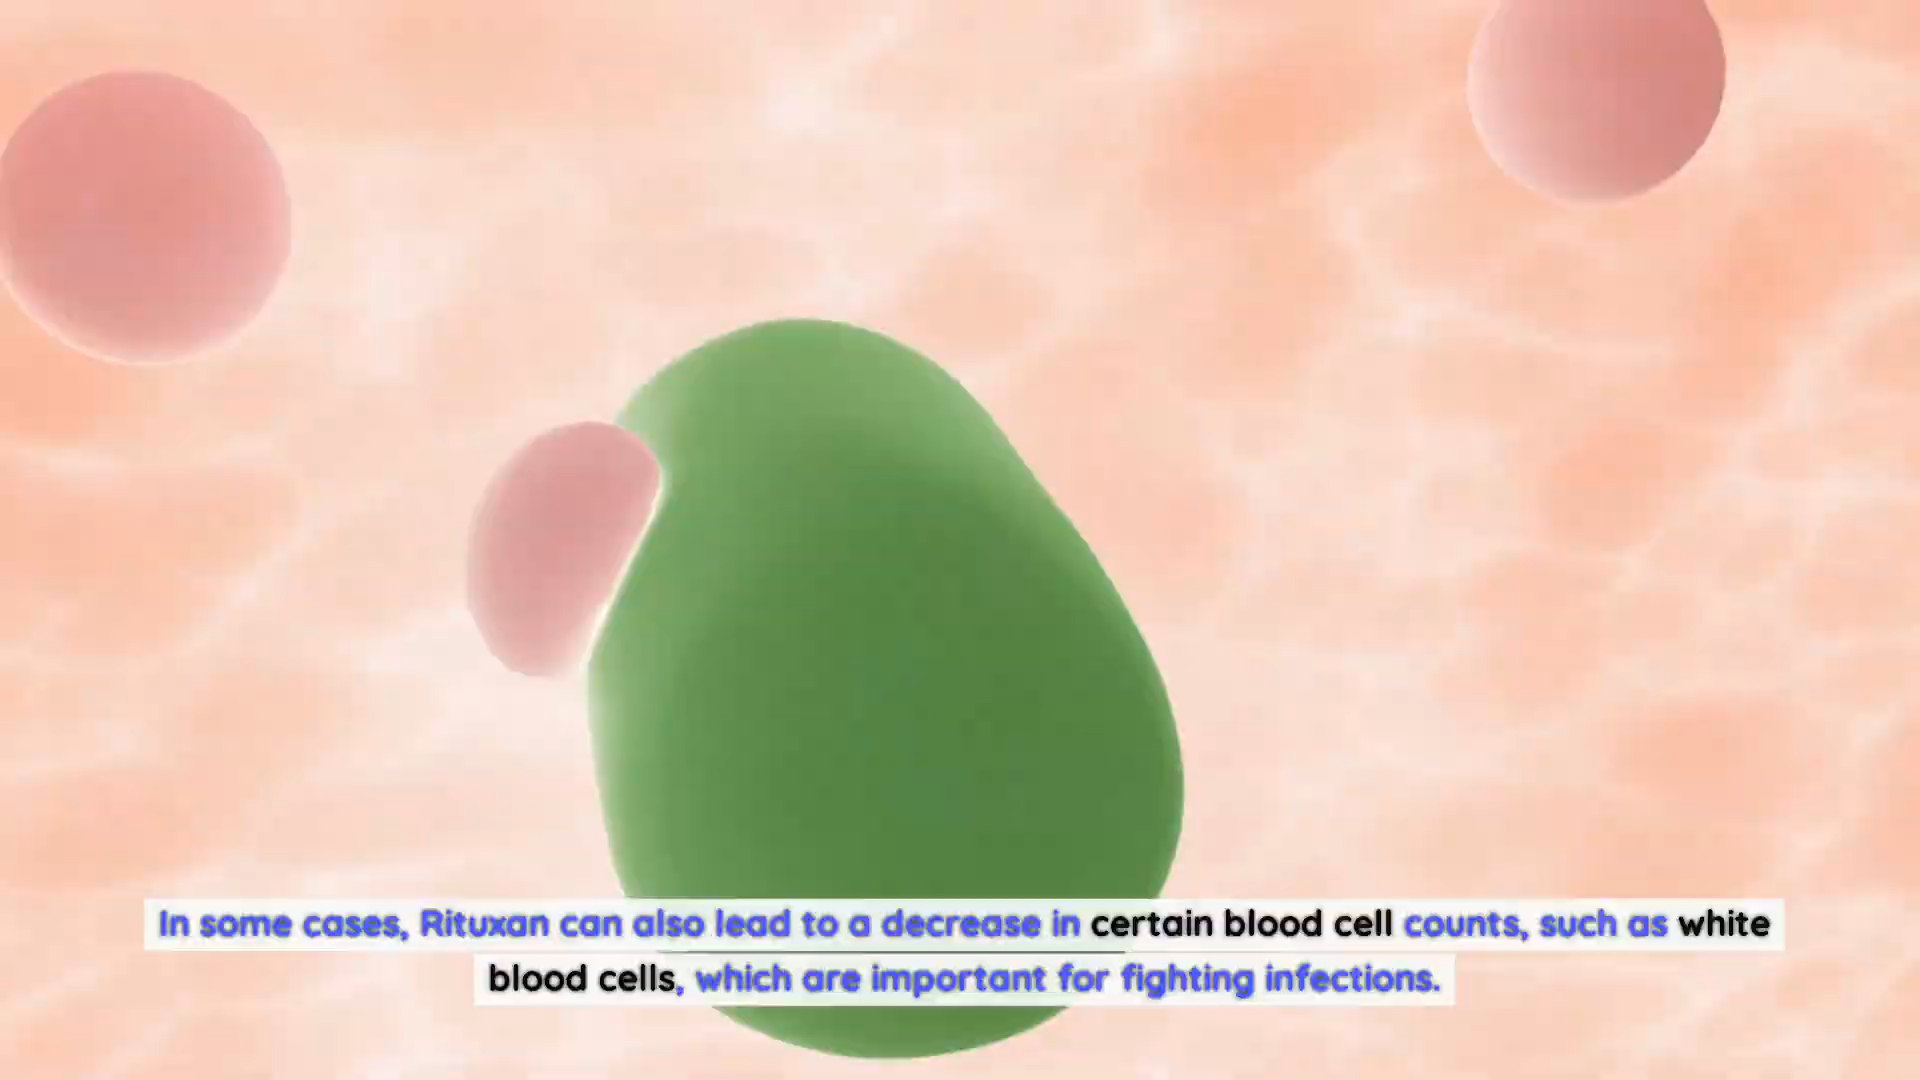 In some cases, Rituxan can also lead to a decrease in certain blood cell counts, such as white
blood cells, which are important for fighting infections.